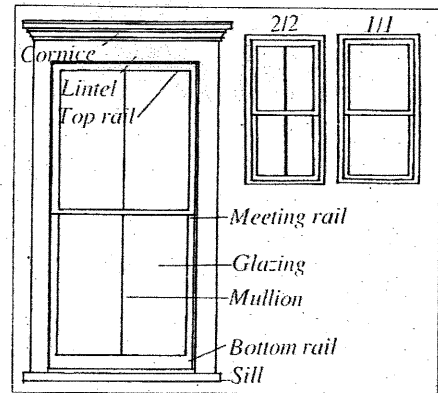 2/2 1/1
Cornice
Lintel
Top rail
Meeting rail
Glazing
Mullion
Bottom rail
Sill